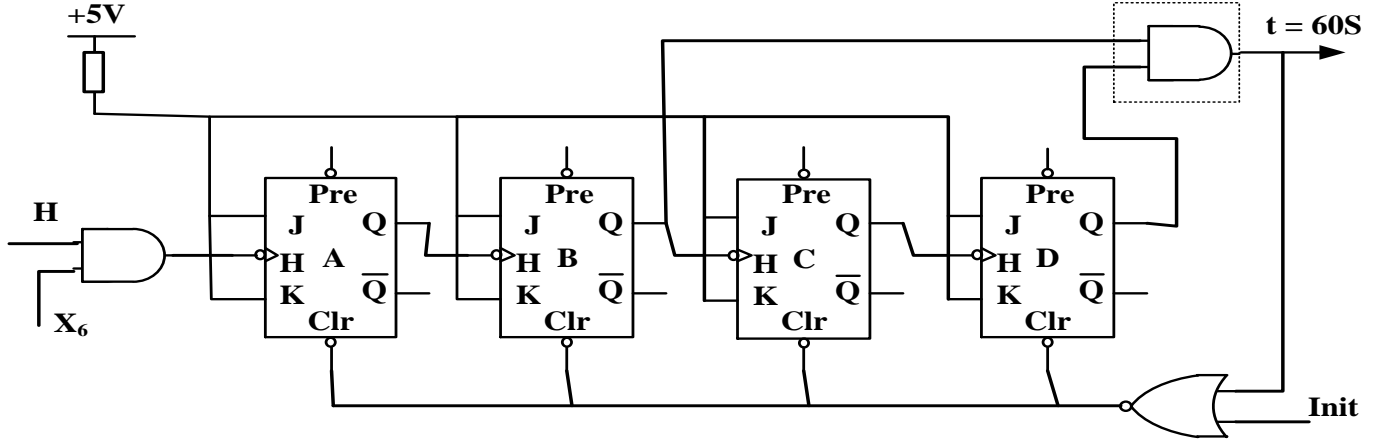 +5V
t = 60S
H
X₆
Pre
J Q
H A
K Q̅
Clr
Pre
J Q
H B
K Q̅
Clr
Pre
J Q
H C
K Q̅
Clr
Pre
J Q
H D
K Q̅
Clr
Init